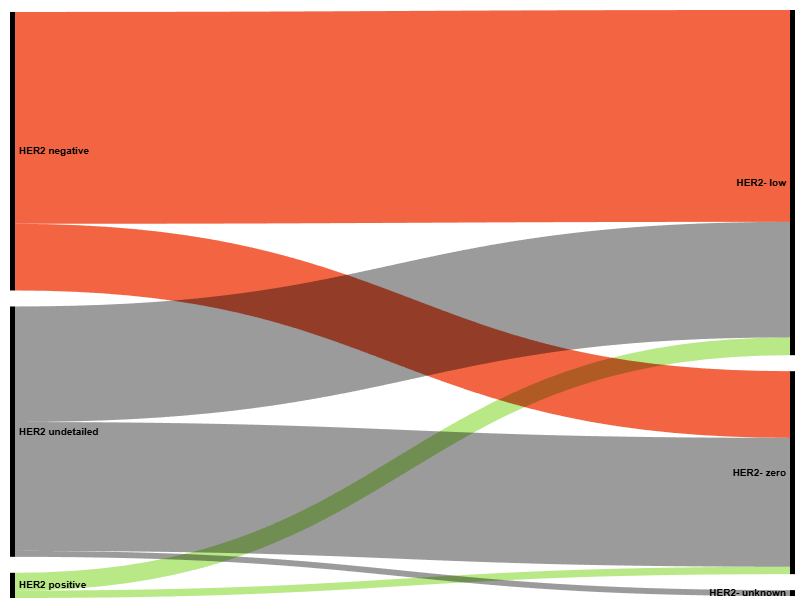 HER2 negative
HER2- low
HER2 undetailed
HER2- zero
HER2 positive
HER2- unknown